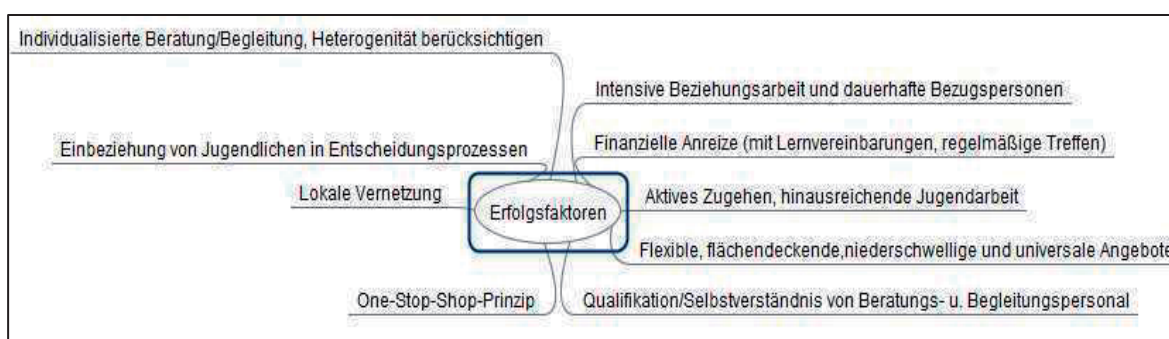 Individualisierte Beratung/Begleitung, Heterogenität berücksichtigen
Intensive Beziehungsarbeit und dauerhafte Bezugspersonen
Einbeziehung von Jugendlichen in Entscheidungsprozessen
Finanzielle Anreize (mit Lernvereinbarungen, regelmäßige Treffen)
Lokale Vernetzung
Erfolgsfaktoren
Aktives Zugehen, hinausreichende Jugendarbeit
Flexible, flächendeckende,niederschwellige und universale Angebote
One-Stop-Shop-Prinzip
Qualifikation/Selbstverständnis von Beratungs- u. Begleitungspersonal